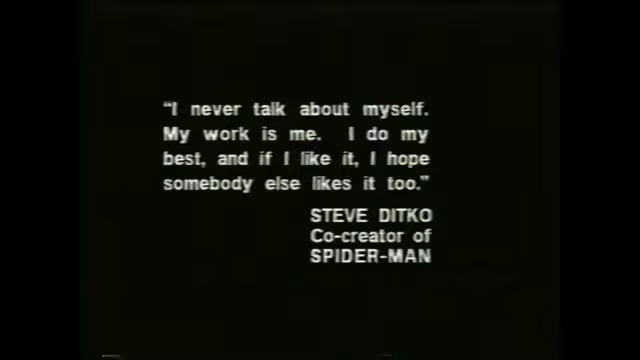 “I never talk about myself.
My work is me. I do my
best, and if I like it, I hope
somebody else likes it too.”
STEVE DITKO
Co-creator of
SPIDER-MAN